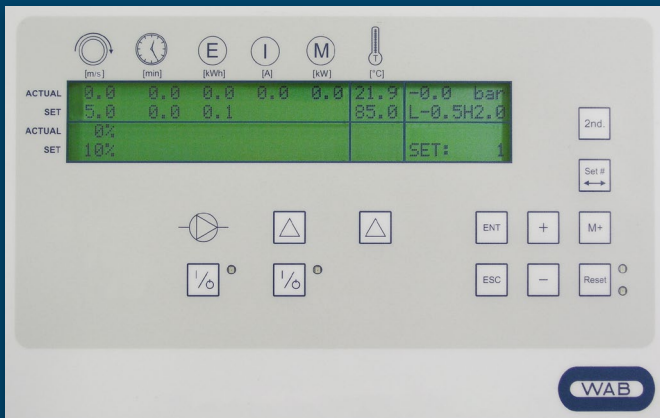 E I M T
[m/s] [min] [kWh] [A] [kW] [°C]
ACTUAL 0.0 0.0 0.0 0.0 0.0 21.9 -0.0 bar
SET 5.0 0.0 0.1 85.0 L-0.5H2.0
ACTUAL 0%
SET 10% SET: 1
2nd.
Set #
ENT + M+
ESC - Reset
WAB